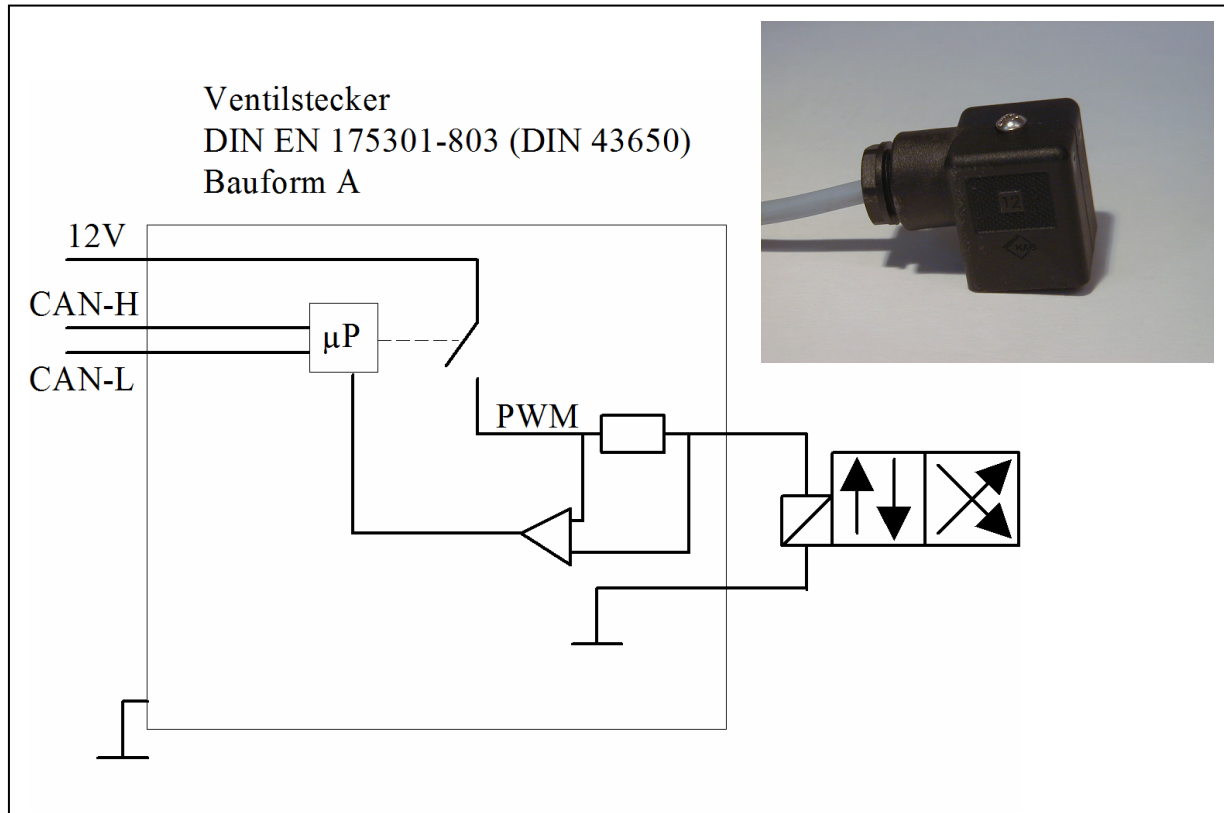 Ventilstecker
DIN EN 175301-803 (DIN 43650)
Bauform A
12V
CAN-H
µP
CAN-L
PWM
12